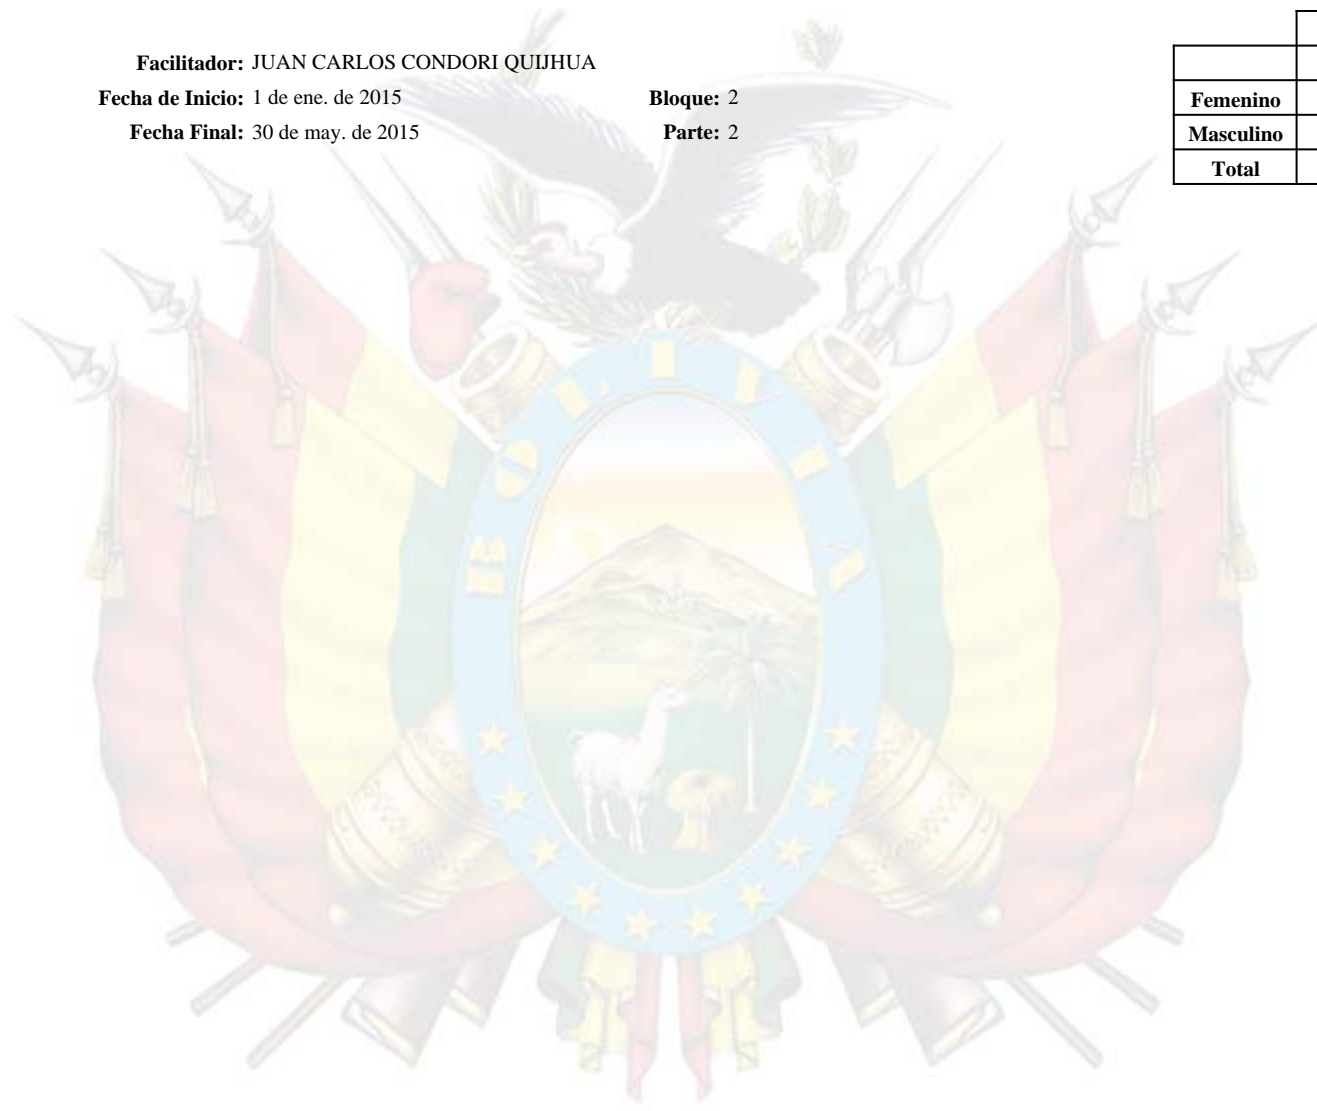 Facilitador: JUAN CARLOS CONDORI QUIJHUA
Fecha de Inicio: 1 de ene. de 2015 Bloque: 2
Fecha Final: 30 de may. de 2015 Parte: 2
Femenino
Masculino
Total
BOLIVIA